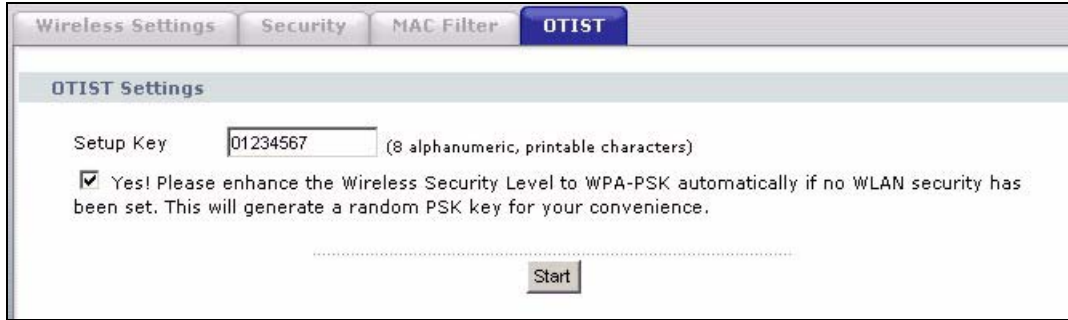 Wireless Settings Security MAC Filter OTIST
OTIST Settings
Setup Key 01234567 (8 alphanumeric, printable characters)
Yes! Please enhance the Wireless Security Level to WPA-PSK automatically if no WLAN security has
been set. This will generate a random PSK key for your convenience.
Start